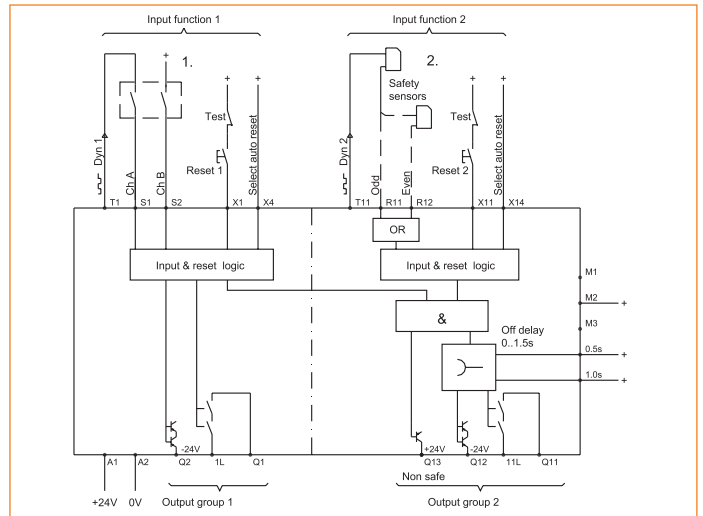 Input function 1
Input function 2
+
1.
2.
Safety
sensors
+ +
+ +
Test
Test
Dyn 1
Ch A
Ch B
Reset 1
Select auto reset
Dyn 2
Odd
Even
Reset 2
Select auto reset
T1 S1 S2 X1 X4
T11 R11 R12 X11 X14
OR
Input & reset logic
Input & reset logic
M1
M2 +
M3
&
Off delay
0..1.5s
0.5s +
1.0s +
-24V
+24V -24V
A1 A2 Q2 1L Q1
Q13 Q12 11L Q11
Non safe
+24V 0V
Output group 1
Output group 2